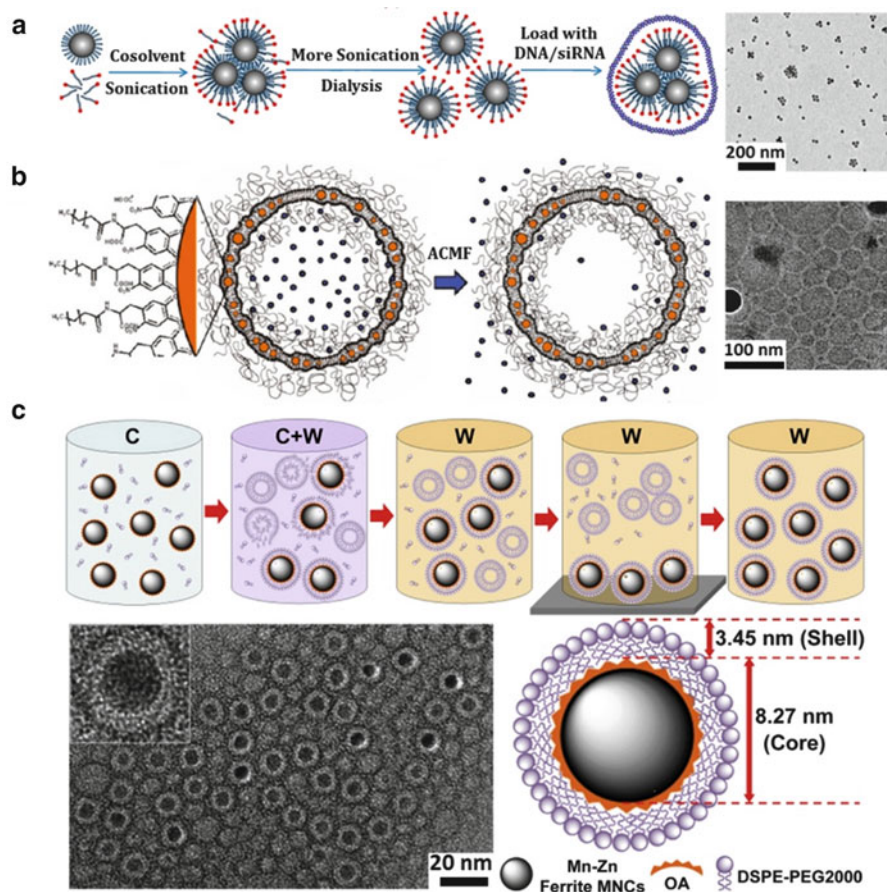 a
Cosolvent
Sonication
More Sonication
Dialysis
Load with
DNA/siRNA
200 nm
b
ACMF
100 nm
c
C
C+W
W
W
W
3.45 nm (Shell)
8.27 nm
(Core)
20 nm
Mn-Zn
Ferrite MNCs
OA
DSPE-PEG2000